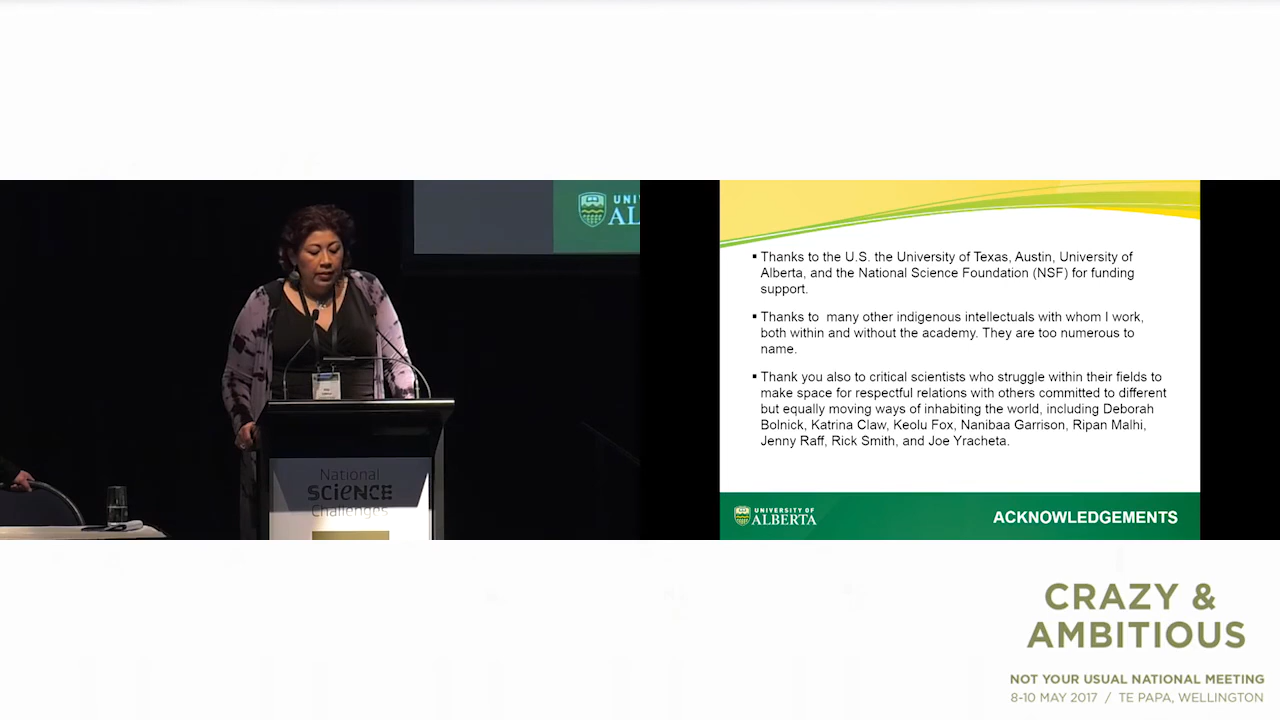 UNI
AL
National
SCIENCE
Challenges
Thanks to the U.S. the University of Texas, Austin, University of
Alberta, and the National Science Foundation (NSF) for funding
support.
Thanks to  many other indigenous intellectuals with whom I work,
both within and without the academy. They are too numerous to
name.
Thank you also to critical scientists who struggle within their fields to
make space for respectful relations with others committed to different
but equally moving ways of inhabiting the world, including Deborah
Bolnick, Katrina Claw, Keolu Fox, Nanibaa Garrison, Ripan Malhi,
Jenny Raff, Rick Smith, and Joe Yracheta.
UNIVERSITY OF
ALBERTA
ACKNOWLEDGEMENTS
CRAZY &
AMBITIOUS
NOT YOUR USUAL NATIONAL MEETING
8-10 MAY 2017 / TE PAPA, WELLINGTON